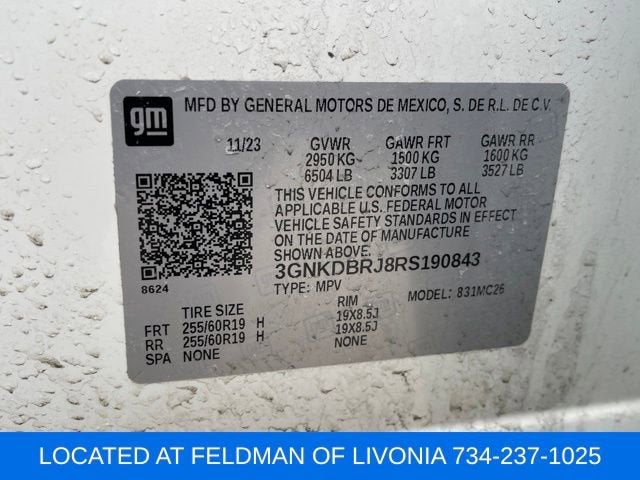 gm
MFD BY GENERAL MOTORS DE MEXICO, S. DE R.L. DE C.V.
11/23 GVWR GAWR FRT GAWR RR
2950 KG 1500 KG 1600 KG
6504 LB 3307 LB 3527 LB
THIS VEHICLE CONFORMS TO ALL
APPLICABLE U.S. FEDERAL MOTOR
VEHICLE SAFETY STANDARDS IN EFFECT
ON THE DATE OF MANUFACTURE
SHOWN ABOVE.
3GNKDBRJ8RS190843
8624 TYPE: MPV MODEL: 831MC26
TIRE SIZE RIM
FRT 255/60R19 H 19X8.5J
RR 255/60R19 H 19X8.5J
SPA NONE NONE
LOCATED AT FELDMAN OF LIVONIA 734-237-1025